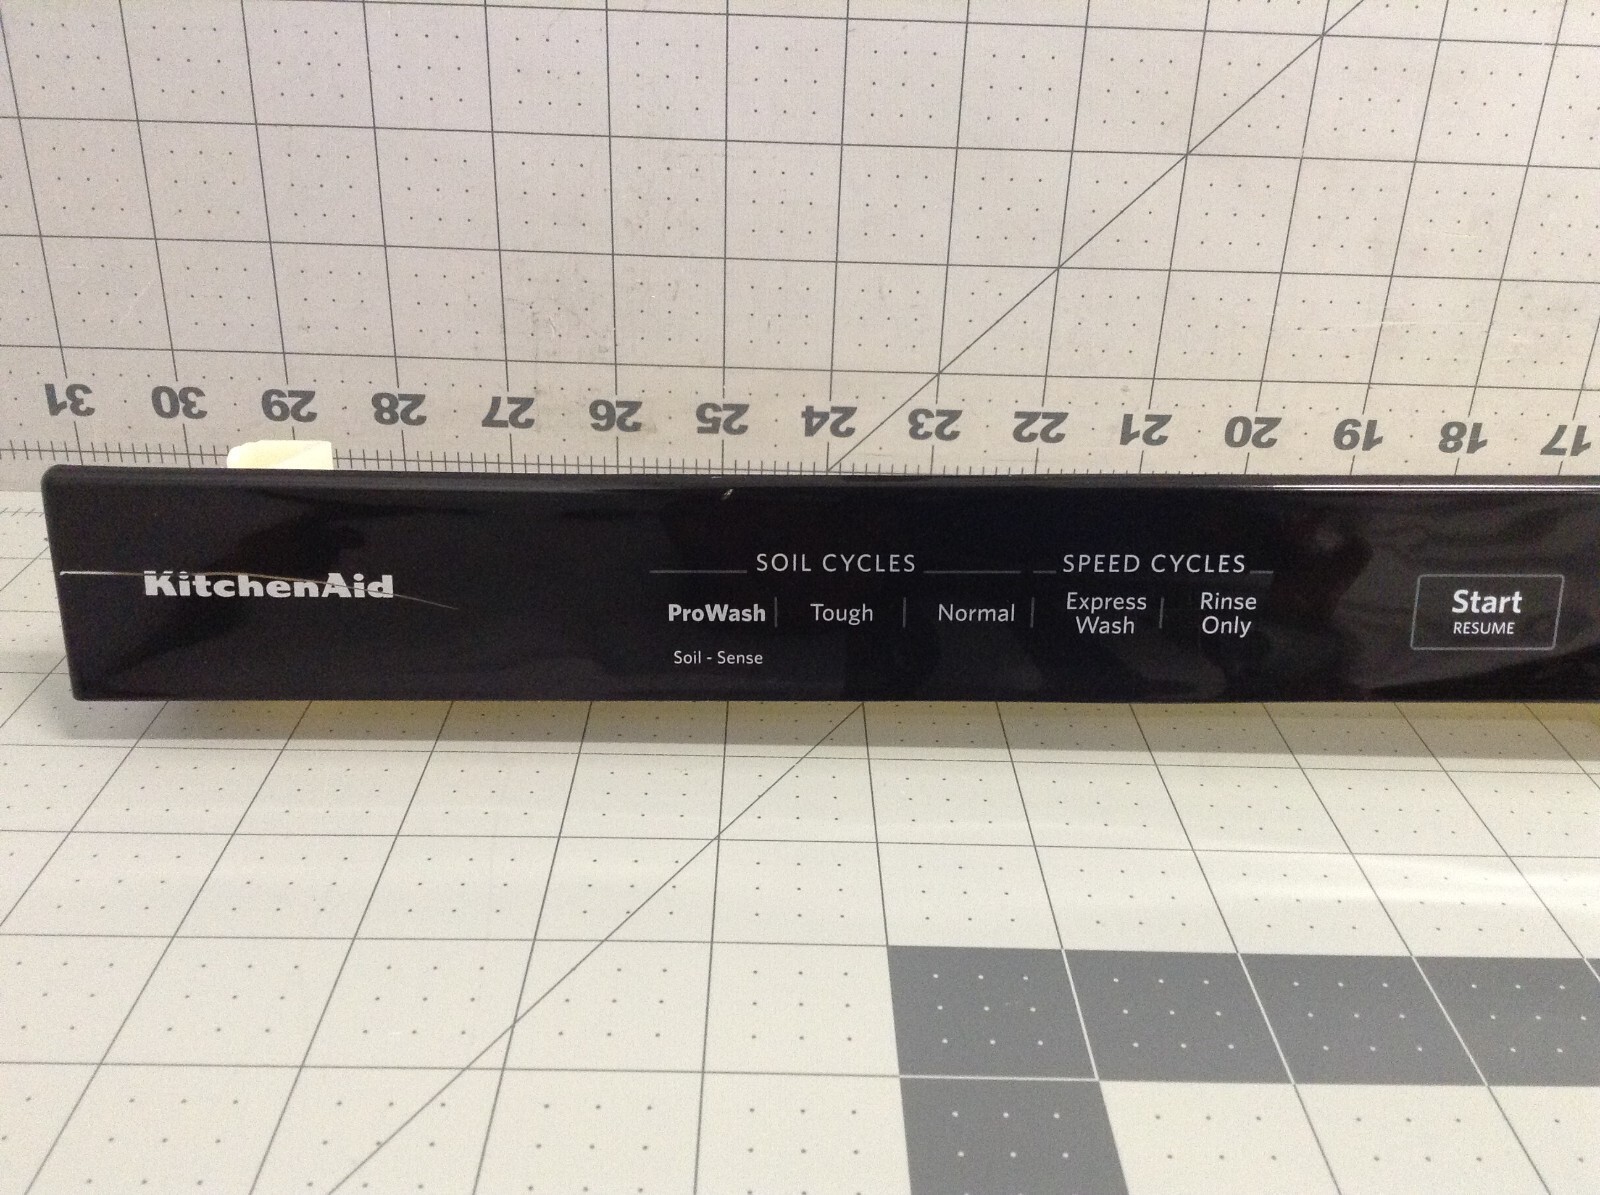 31 30 29 28 27 26 25 24 23 22 21 20 19 18 17
KitchenAid
SOIL CYCLES
SPEED CYCLES
ProWash
Tough
Normal
Express
Wash
Rinse
Only
Start
RESUME
Soil - Sense